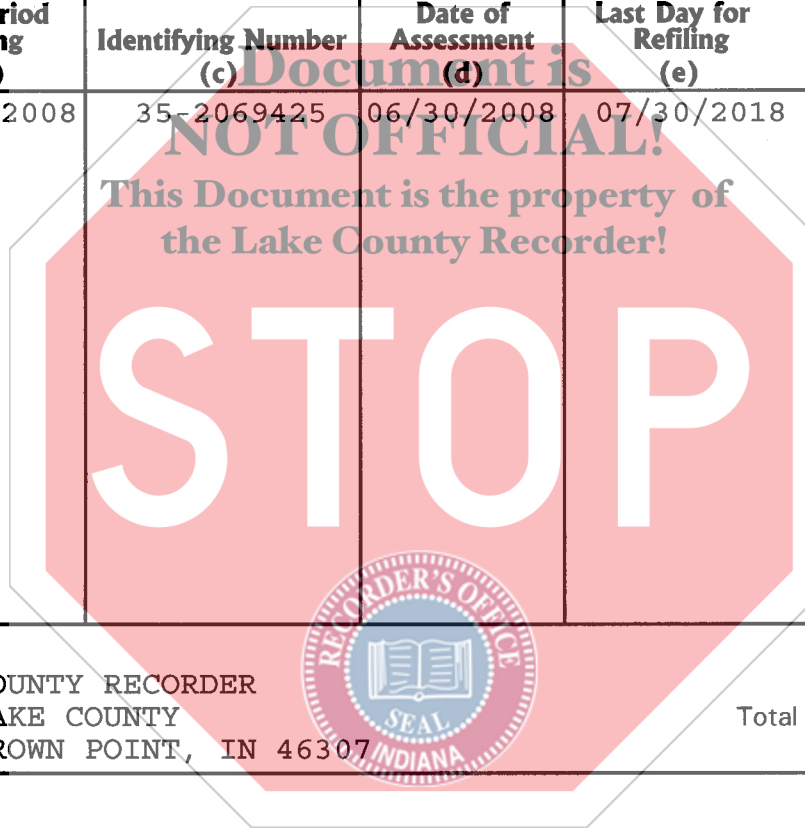 riod
ng
)
Identifying Number
(c)
Date of
Assessment
(d)
Last Day for
Refiling
(e)
2008 35-2069425 06/30/2008 07/30/2018
Document is
NOT OFFICIAL!
This Document is the property of
the Lake County Recorder!
STOP
OUNTY RECORDER
AKE COUNTY
ROWN POINT, IN 46307
Total
RECORDER'S OFFICE
SEAL
INDIANA